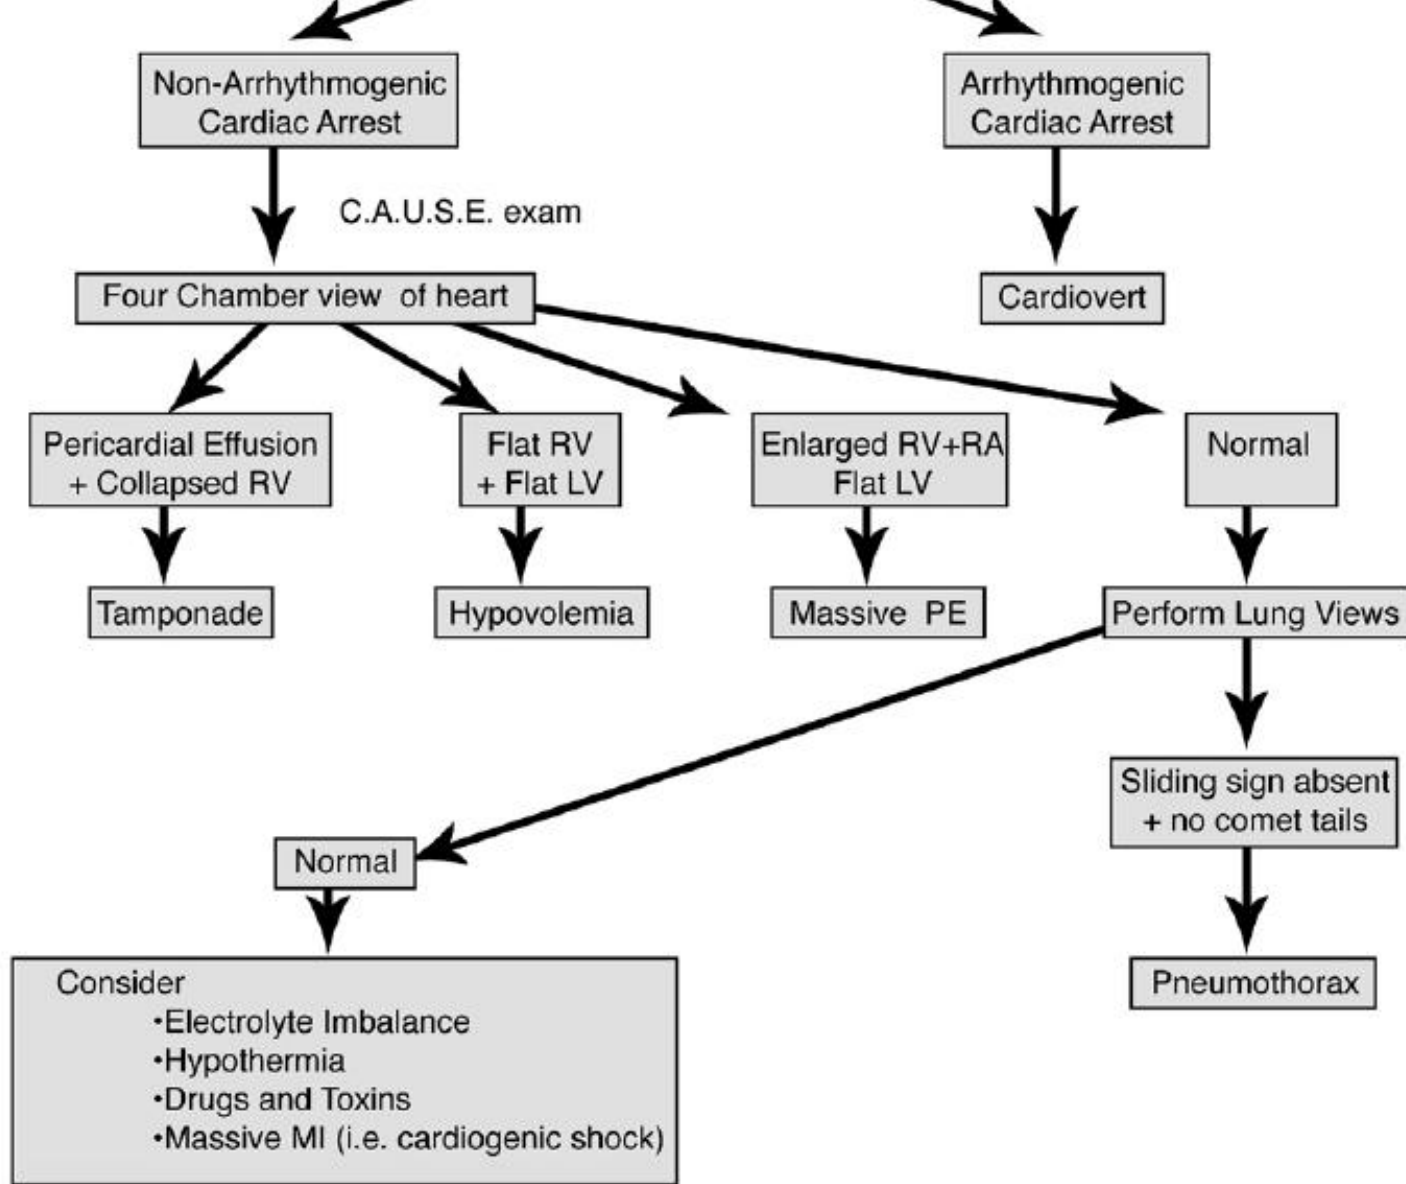 Non-Arrhythmogenic
Cardiac Arrest
Arrhythmogenic
Cardiac Arrest
C.A.U.S.E. exam
Four Chamber view of heart
Cardiovert
Pericardial Effusion
+ Collapsed RV
Flat RV
+ Flat LV
Enlarged RV+RA
Flat LV
Normal
Tamponade
Hypovolemia
Massive PE
Perform Lung Views
Sliding sign absent
+ no comet tails
Normal
Pneumothorax
Consider
•Electrolyte Imbalance
•Hypothermia
•Drugs and Toxins
•Massive MI (i.e. cardiogenic shock)